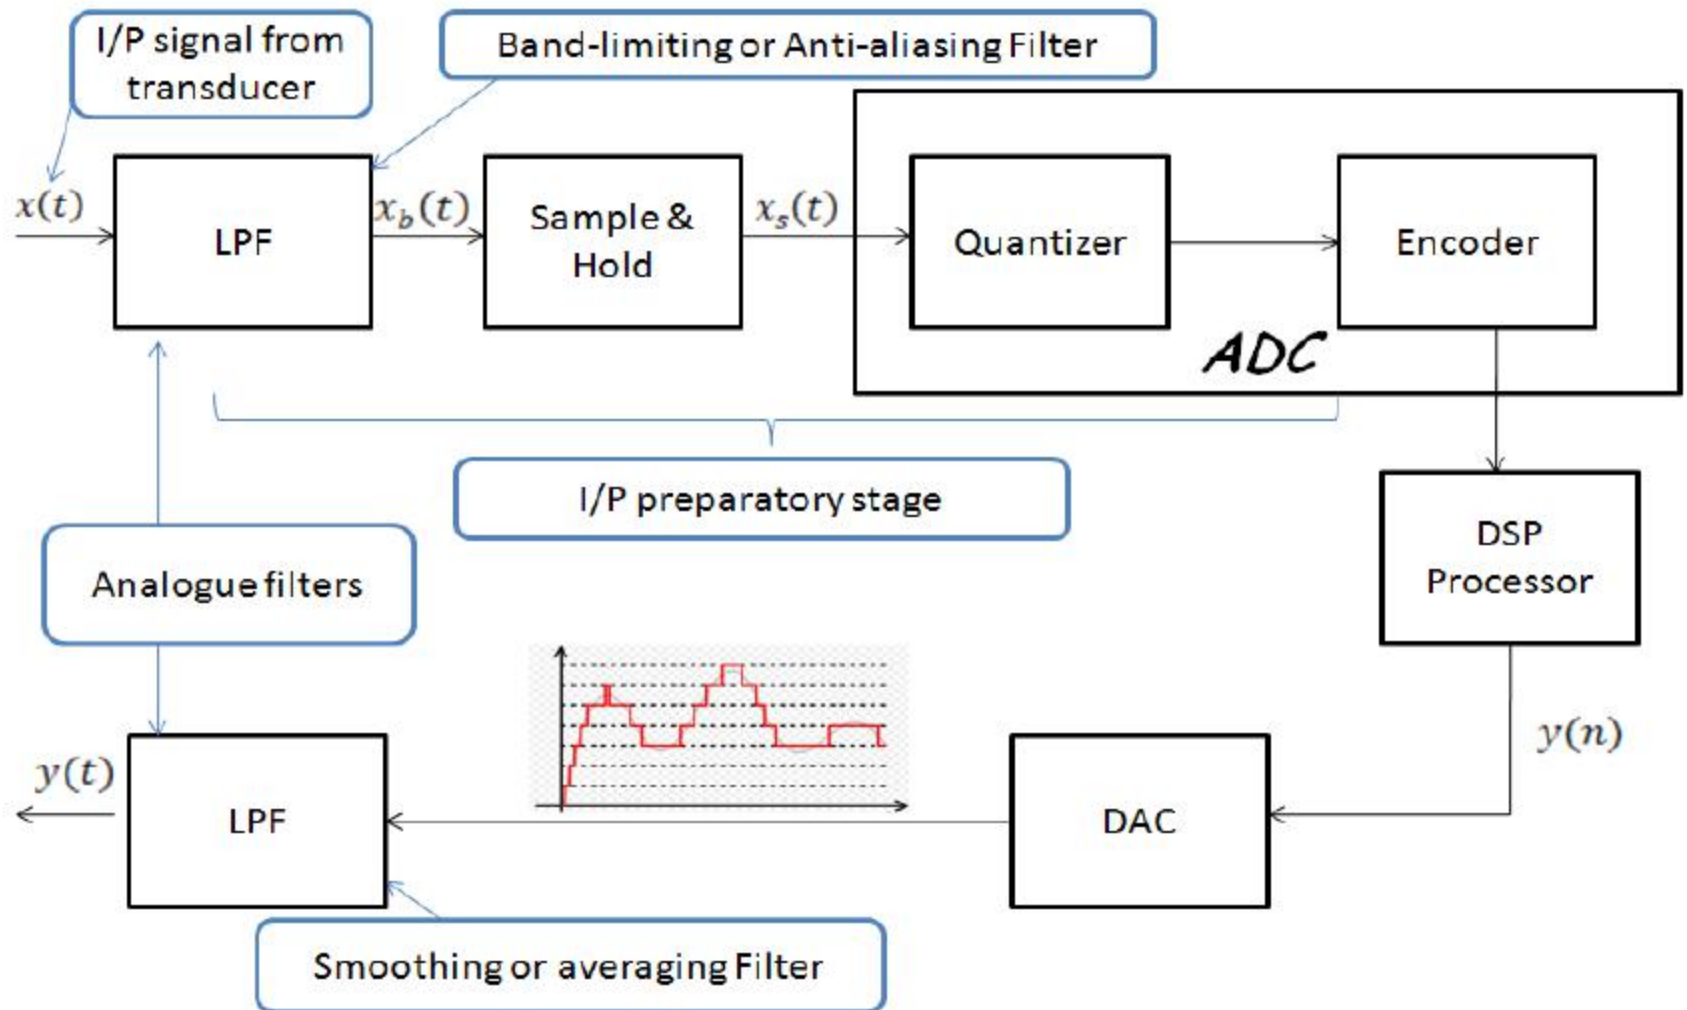 I/P signal from
transducer
Band-limiting or Anti-aliasing Filter
x(t)
LPF
x_b(t)
Sample &
Hold
x_s(t)
Quantizer
Encoder
ADC
I/P preparatory stage
DSP
Processor
Analogue filters
y(n)
y(t)
LPF
DAC
Smoothing or averaging Filter